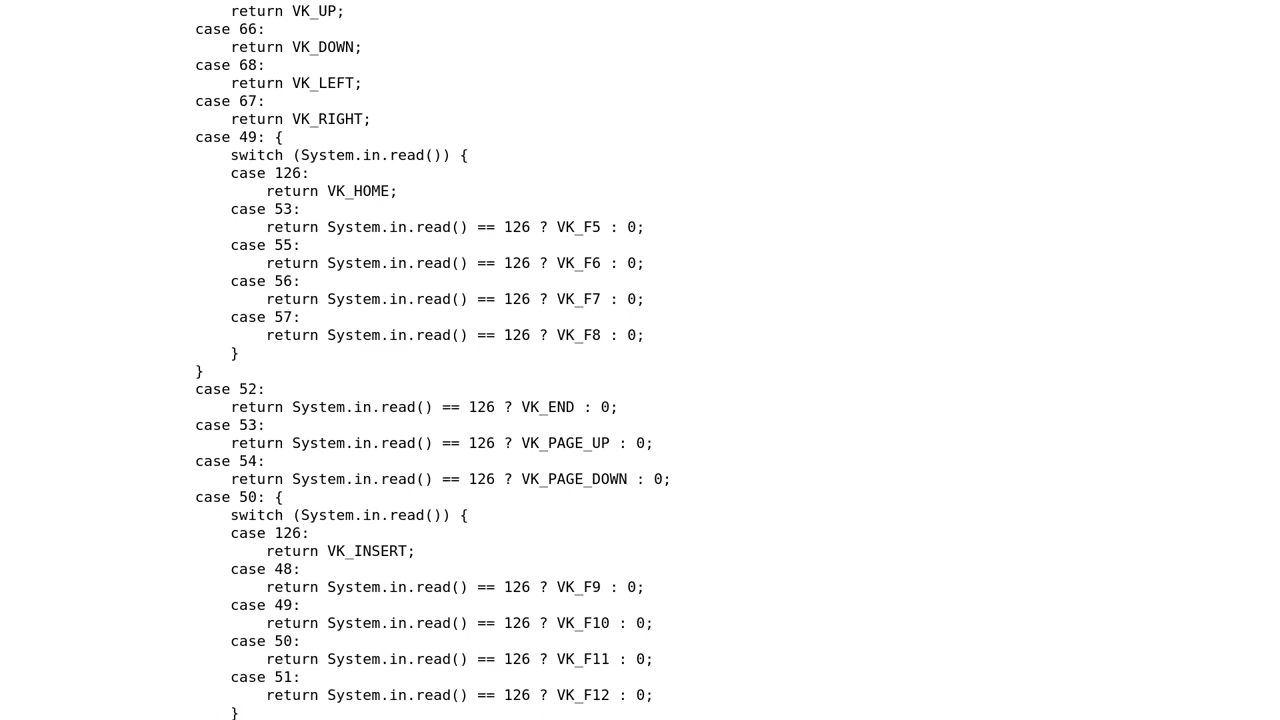 return VK_UP;
case 66:
return VK_DOWN;
case 68:
return VK_LEFT;
case 67:
return VK_RIGHT;
case 49: {
switch (System.in.read()) {
case 126:
return VK_HOME;
case 53:
return System.in.read() == 126 ? VK_F5 : 0;
case 55:
return System.in.read() == 126 ? VK_F6 : 0;
case 56:
return System.in.read() == 126 ? VK_F7 : 0;
case 57:
return System.in.read() == 126 ? VK_F8 : 0;
}
}
case 52:
return System.in.read() == 126 ? VK_END : 0;
case 53:
return System.in.read() == 126 ? VK_PAGE_UP : 0;
case 54:
return System.in.read() == 126 ? VK_PAGE_DOWN : 0;
case 50: {
switch (System.in.read()) {
case 126:
return VK_INSERT;
case 48:
return System.in.read() == 126 ? VK_F9 : 0;
case 49:
return System.in.read() == 126 ? VK_F10 : 0;
case 50:
return System.in.read() == 126 ? VK_F11 : 0;
case 51:
return System.in.read() == 126 ? VK_F12 : 0;
}